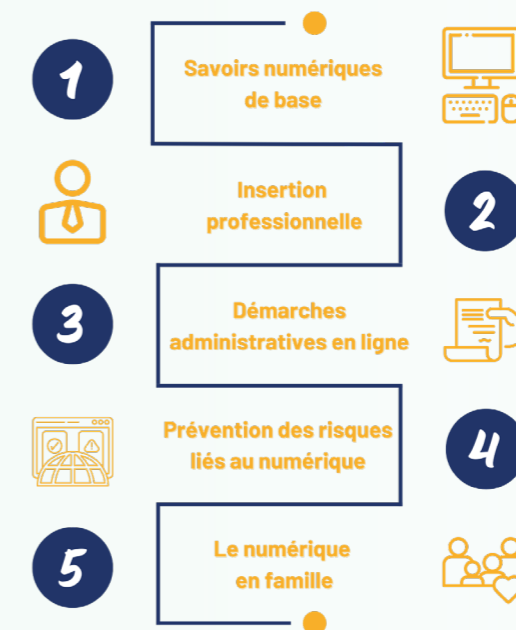 1
Savoirs numériques
de base
Insertion
professionnelle
2
3
Démarches
administratives en ligne
Prévention des risques
liés au numérique
4
5
Le numérique
en famille